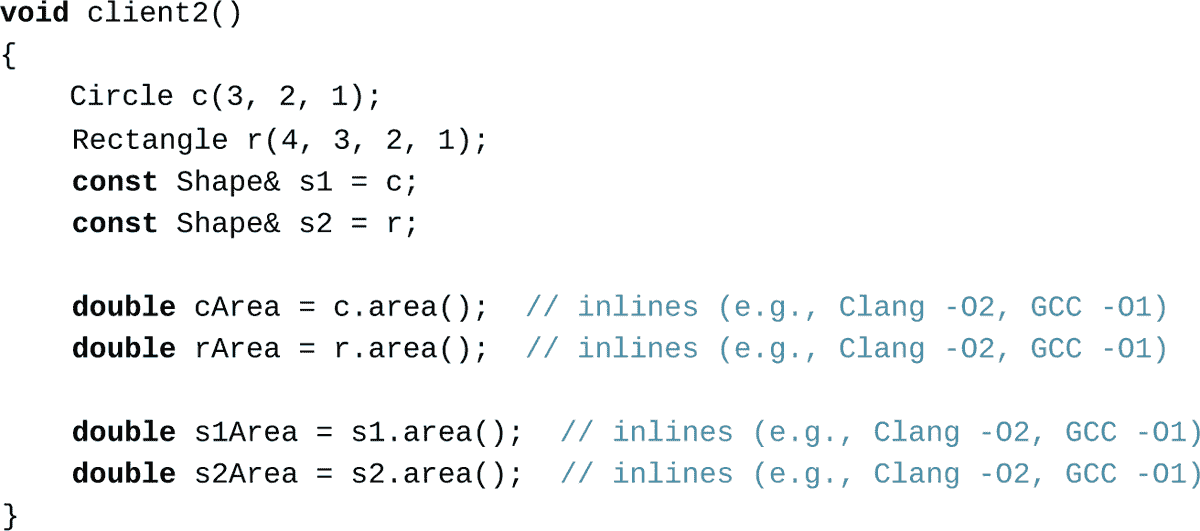 void client2()
{
    Circle c(3, 2, 1);
    Rectangle r(4, 3, 2, 1);
    const Shape& s1 = c;
    const Shape& s2 = r;

    double cArea = c.area();  // inlines (e.g., Clang -O2, GCC -O1)
    double rArea = r.area();  // inlines (e.g., Clang -O2, GCC -O1)

    double s1Area = s1.area();  // inlines (e.g., Clang -O2, GCC -O1)
    double s2Area = s2.area();  // inlines (e.g., Clang -O2, GCC -O1)
}